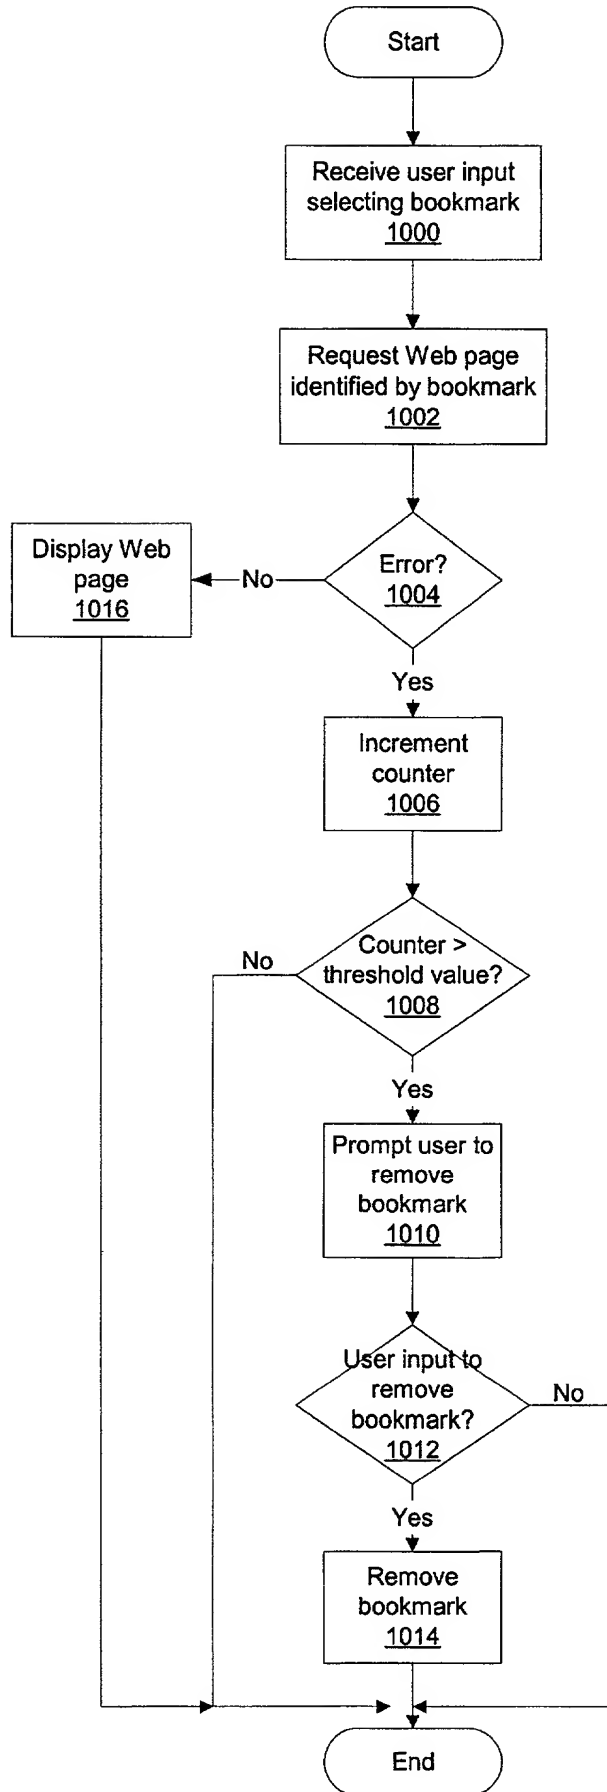 Start
Receive user input
selecting bookmark
1000
Request Web page
identified by bookmark
1002
Display Web
page
1016
No
Error?
1004
Yes
Increment
counter
1006
No
Counter >
threshold value?
1008
Yes
Prompt user to
remove
bookmark
1010
User input to
remove
bookmark?
1012
No
Yes
Remove
bookmark
1014
End